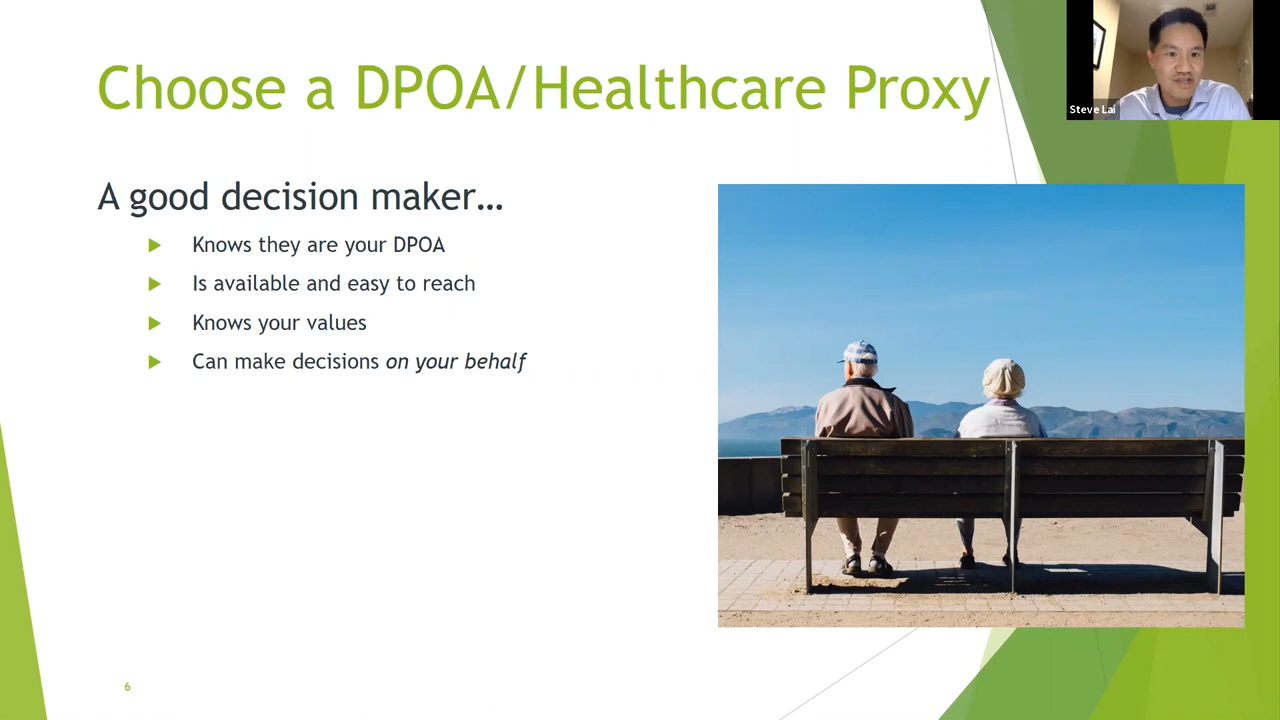 Choose a DPOA/Healthcare Proxy
Steve Lai
A good decision maker…
Knows they are your DPOA
Is available and easy to reach
Knows your values
Can make decisions on your behalf
6